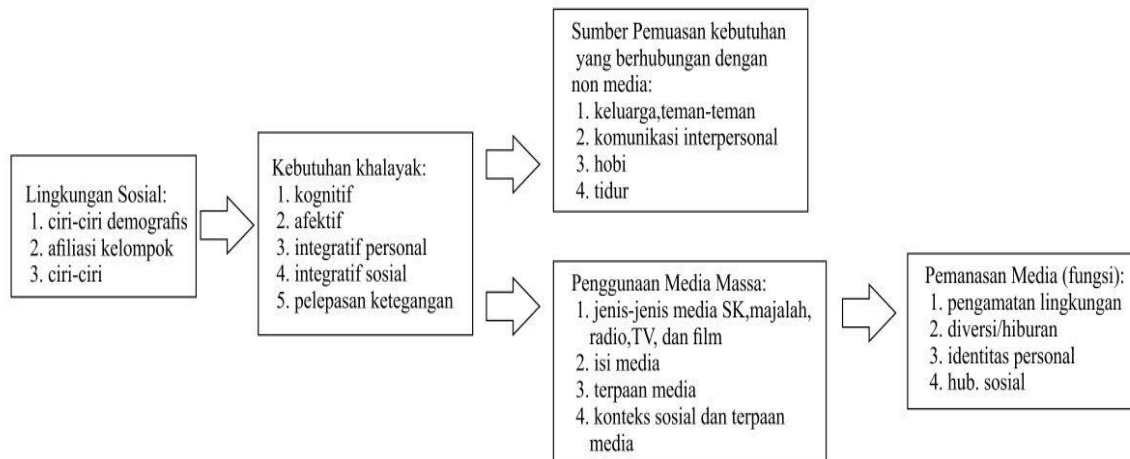 Lingkungan Sosial:
1. ciri-ciri demografis
2. afiliasi kelompok
3. ciri-ciri
Kebutuhan khalayak:
1. kognitif
2. afektif
3. integratif personal
4. integratif sosial
5. pelepasan ketegangan
Sumber Pemuasan kebutuhan
yang berhubungan dengan
non media:
1. keluarga,teman-teman
2. komunikasi interpersonal
3. hobi
4. tidur
Penggunaan Media Massa:
1. jenis-jenis media SK,majalah,
radio,TV, dan film
2. isi media
3. terpaan media
4. konteks sosial dan terpaan
media
Pemanasan Media (fungsi):
1. pengamatan lingkungan
2. diversi/hiburan
3. identitas personal
4. hub. sosial